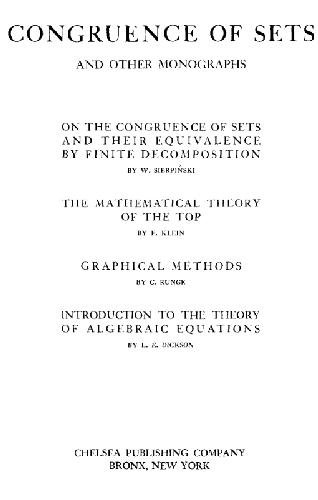 CONGRUENCE OF SETS
AND OTHER MONOGRAPHS
ON THE CONGRUENCE OF SETS
AND THEIR EQUIVALENCE
BY FINITE DECOMPOSITION
BY W. SIERPIŃSKI
THE MATHEMATICAL THEORY
OF THE TOP
BY F. KLEIN
GRAPHICAL METHODS
BY C. RUNGE
INTRODUCTION TO THE THEORY
OF ALGEBRAIC EQUATIONS
BY L. E. DICKSON
CHELSEA PUBLISHING COMPANY
BRONX, NEW YORK